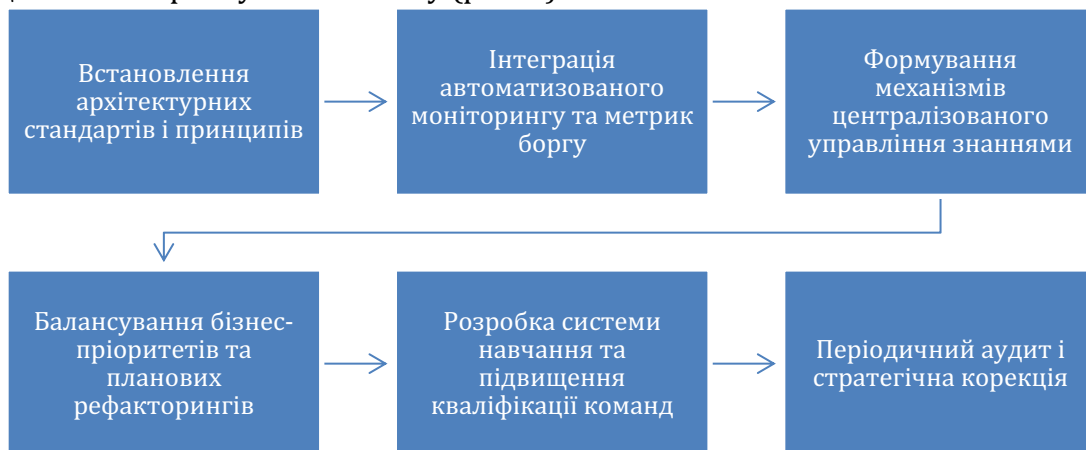 Встановлення
архітектурних
стандартів і принципів
Інтеграція
автоматизованого
моніторингу та метрик
боргу
Формування
механізмів
централізованого
управління знаннями
Балансування бізнес-
пріоритетів та
планових
рефакторингів
Розробка системи
навчання та
підвищення
кваліфікації команд
Періодичний аудит і
стратегічна корекція